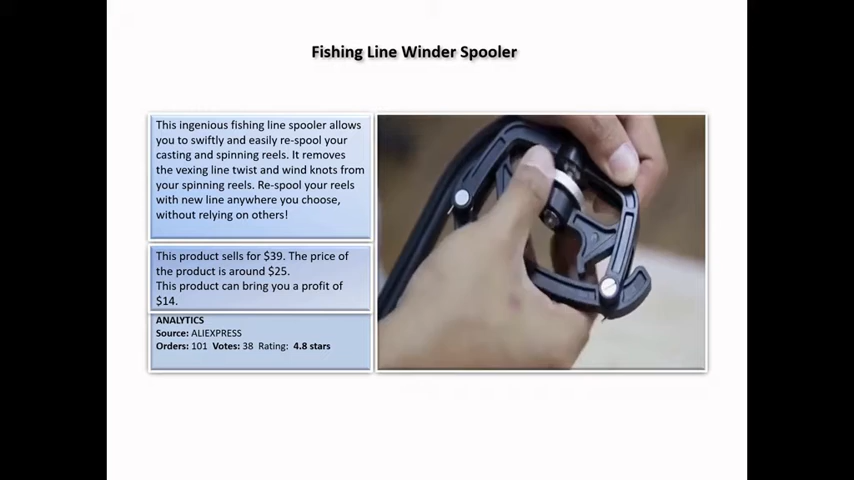 Fishing Line Winder Spooler
This ingenious fishing line spooler allows
you to swiftly and easily re-spool your
casting and spinning reels. It removes
the vexing line twist and wind knots from
your spinning reels. Re-spool your reels
with new line anywhere you choose,
without relying on others!
This product sells for $39. The price of
the product is around $25.
This product can bring you a profit of
$14.
ANALYTICS
Source: ALIEXPRESS
Orders: 101 Votes: 38 Rating: 4.8 stars